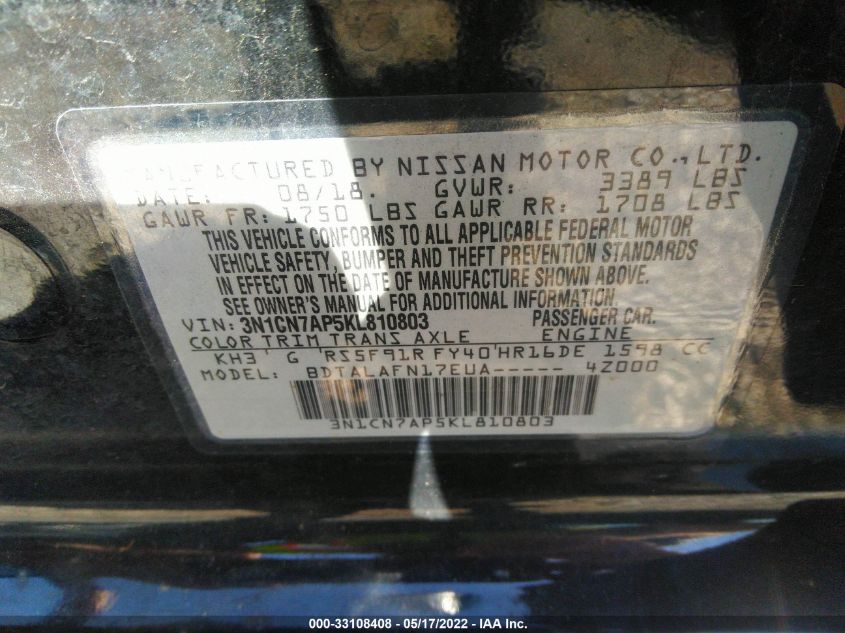 MANUFACTURED BY NISSAN MOTOR CO., LTD.
DATE: 08/18. GVWR: 3389 LBS
GAWR FR: 1750 LBS GAWR RR: 1708 LBS
THIS VEHICLE CONFORMS TO ALL APPLICABLE FEDERAL MOTOR
VEHICLE SAFETY, BUMPER AND THEFT PREVENTION STANDARDS
IN EFFECT ON THE DATE OF MANUFACTURE SHOWN ABOVE.
SEE OWNER'S MANUAL FOR ADDITIONAL INFORMATION.
VIN: 3N1CN7AP5KL810803 PASSENGER CAR.
COLOR TRIM TRANS AXLE ENGINE
KH3 G RS5F91R FY40 HR16DE 1598 CC
MODEL: BDTALAFN17EUA----- 4Z000
3N1CN7AP5KL810803
000-33108408 - 05/17/2022 - IAA Inc.